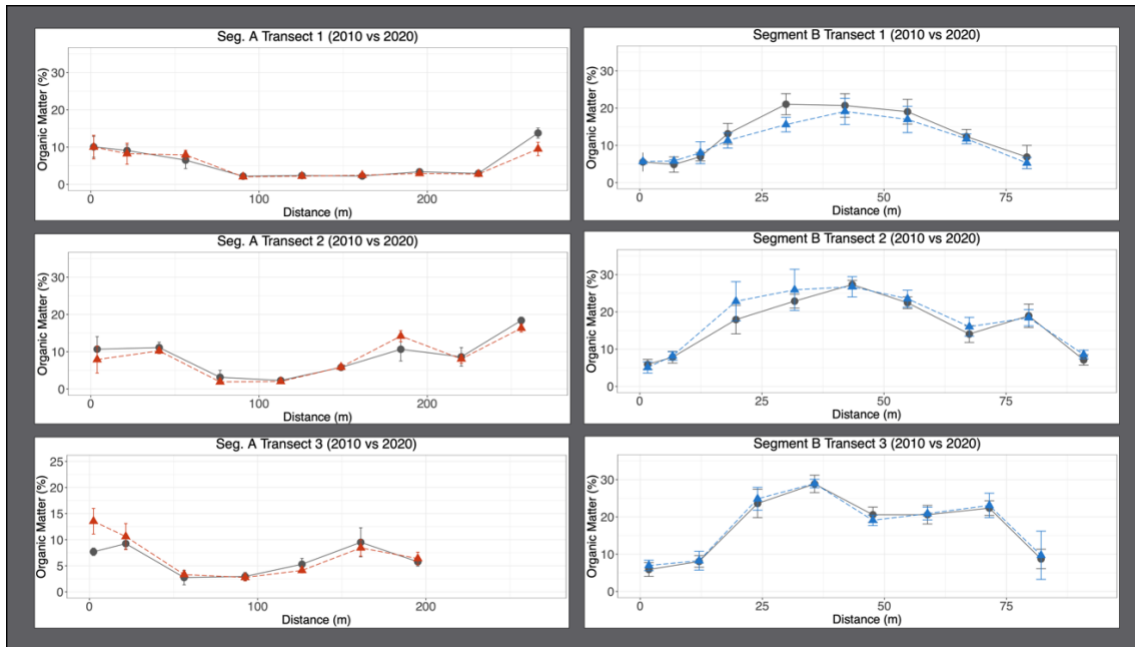 Seg. A Transect 1 (2010 vs 2020)
Organic Matter (%)
30
20
10
0
0 100 200
Distance (m)
Segment B Transect 1 (2010 vs 2020)
Organic Matter (%)
30
20
10
0
0 25 50 75
Distance (m)
Seg. A Transect 2 (2010 vs 2020)
Organic Matter (%)
30
20
10
0
0 100 200
Distance (m)
Segment B Transect 2 (2010 vs 2020)
Organic Matter (%)
30
20
10
0
0 25 50 75
Distance (m)
Seg. A Transect 3 (2010 vs 2020)
Organic Matter (%)
25
20
15
10
5
0
0 100 200
Distance (m)
Segment B Transect 3 (2010 vs 2020)
Organic Matter (%)
30
20
10
0
0 25 50 75
Distance (m)